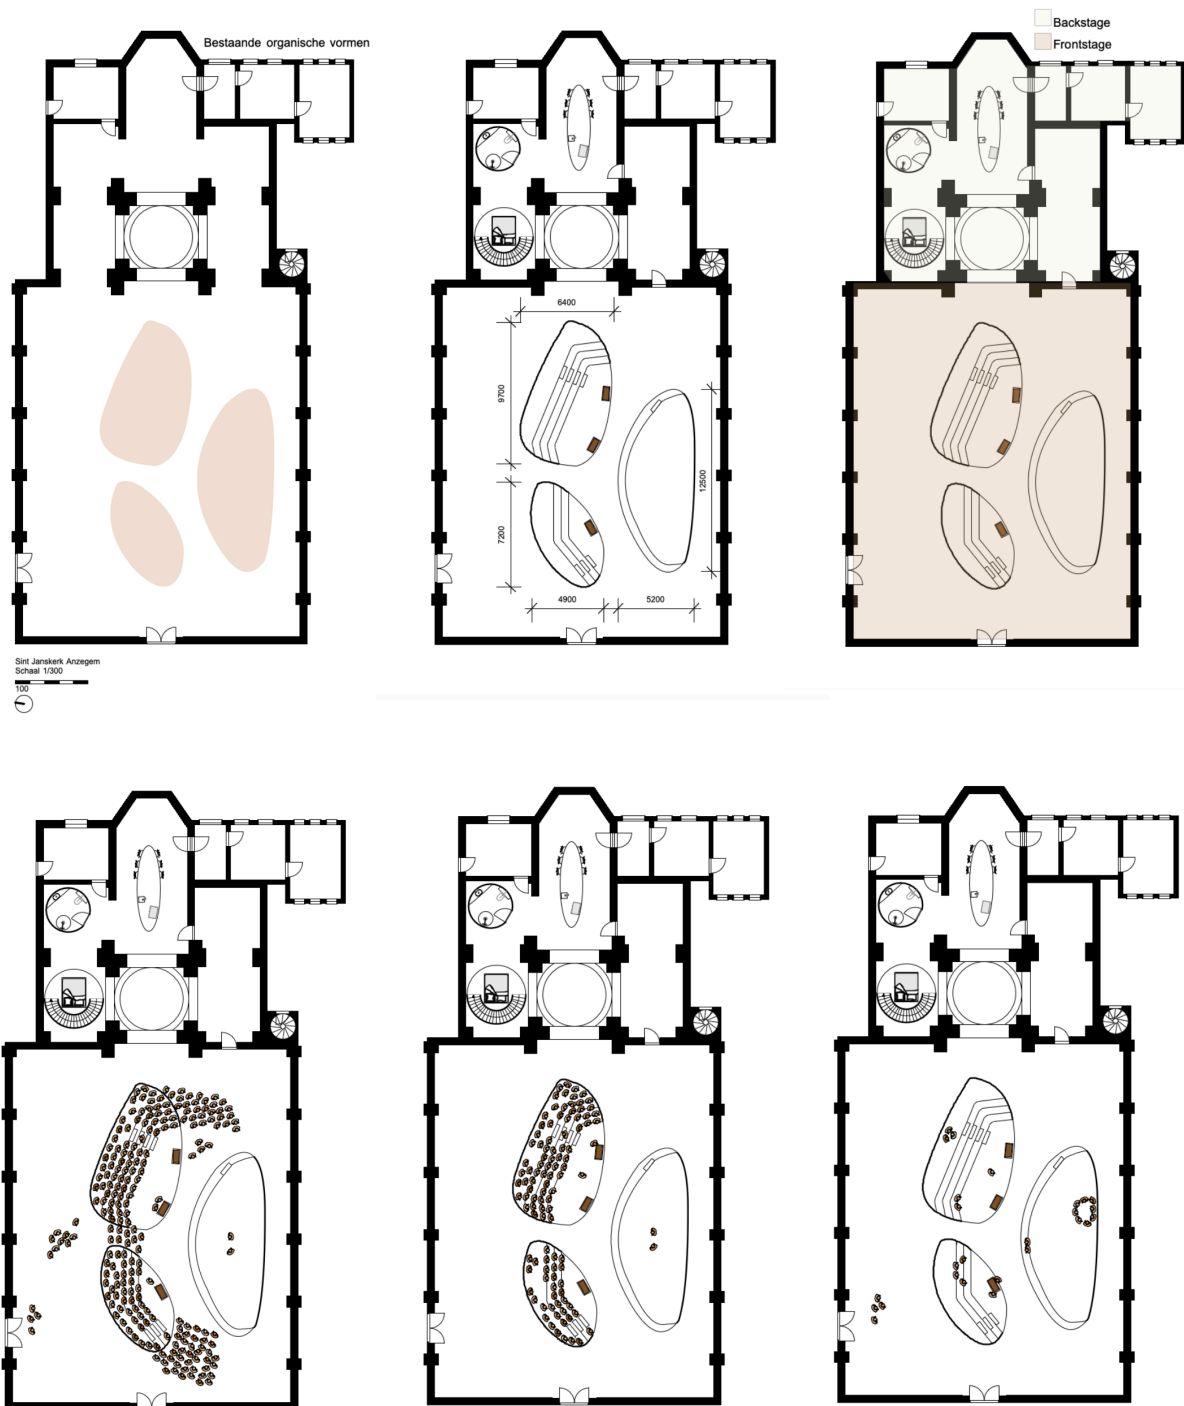 Bestaande organische vormen
Backstage
Frontstage
6400
9700
12500
7200
4900
5200
Sint Janskerk Anzegem
Schaal 1/300
100